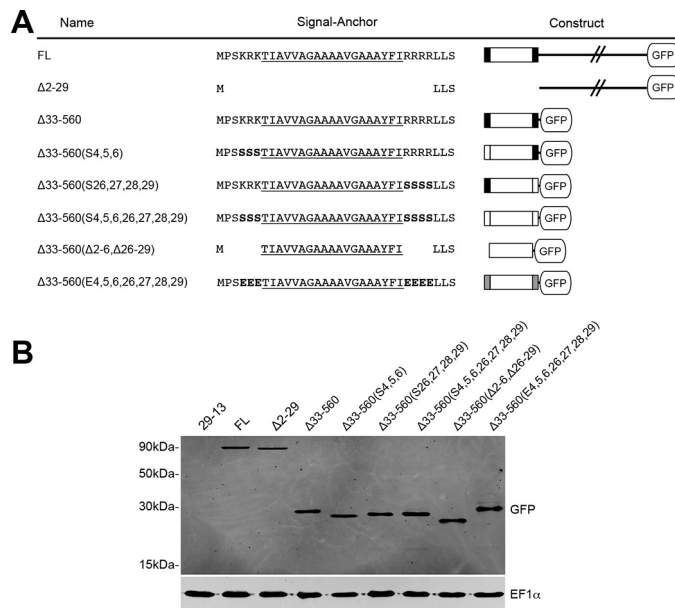 A
Name Signal-Anchor Construct
FL MPSKRKTIAVVAGAAAAVGAAAYFIRRRRLLS GFP
Δ2-29 M LLS GFP
Δ33-560 MPSKRKTIAVVAGAAAAVGAAAYFIRRRRLLS GFP
Δ33-560(S4,5,6) MPSSSSTIAVVAGAAAAVGAAAYFIRRRRLLS GFP
Δ33-560(S26,27,28,29) MPSKRKTIAVVAGAAAAVGAAAYFISSSSLLS GFP
Δ33-560(S4,5,6,26,27,28,29) MPSSSSTIAVVAGAAAAVGAAAYFISSSSLLS GFP
Δ33-560(Δ2-6,Δ26-29) M TIAVVAGAAAAVGAAAYFI LLS GFP
Δ33-560(E4,5,6,26,27,28,29) MPSEEETIAVVAGAAAAVGAAAYFIEEEELLS GFP
B
29-13
FL
Δ2-29
Δ33-560
Δ33-560(S4,5,6)
Δ33-560(S26,27,28,29)
Δ33-560(S4,5,6,26,27,28,29)
Δ33-560(Δ2-6,Δ26-29)
Δ33-560(E4,5,6,26,27,28,29)
90kDa-
50kDa-
30kDa- GFP
15kDa-
EF1α